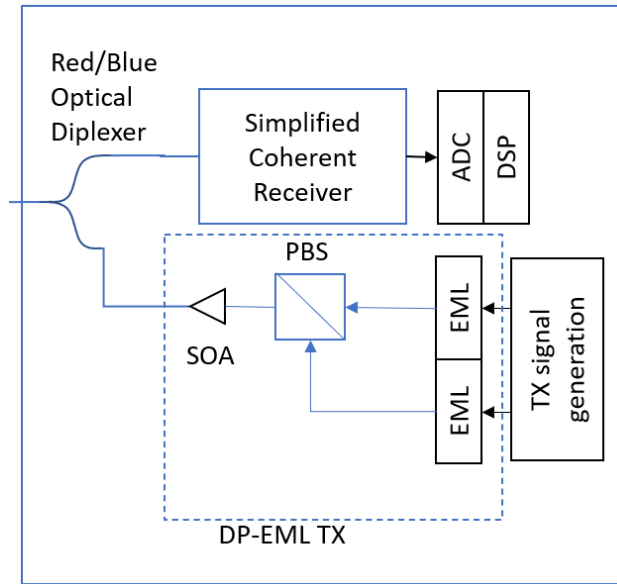 Red/Blue
Optical
Diplexer
Simplified
Coherent
Receiver
ADC
DSP
PBS
SOA
EML
EML
TX signal
generation
DP-EML TX